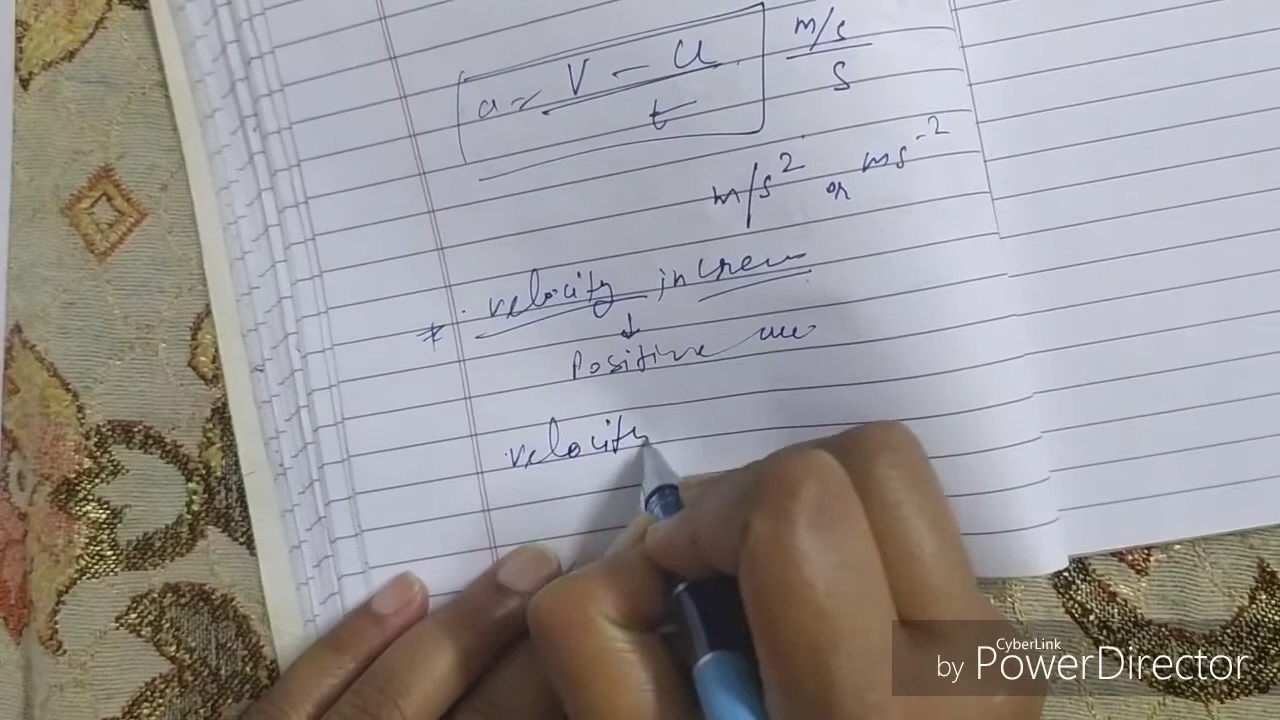 a = V - U / t m/s / s
m/s² or ms⁻²
* velocity increase
↓
Positive
velocity
CyberLink
by PowerDirector